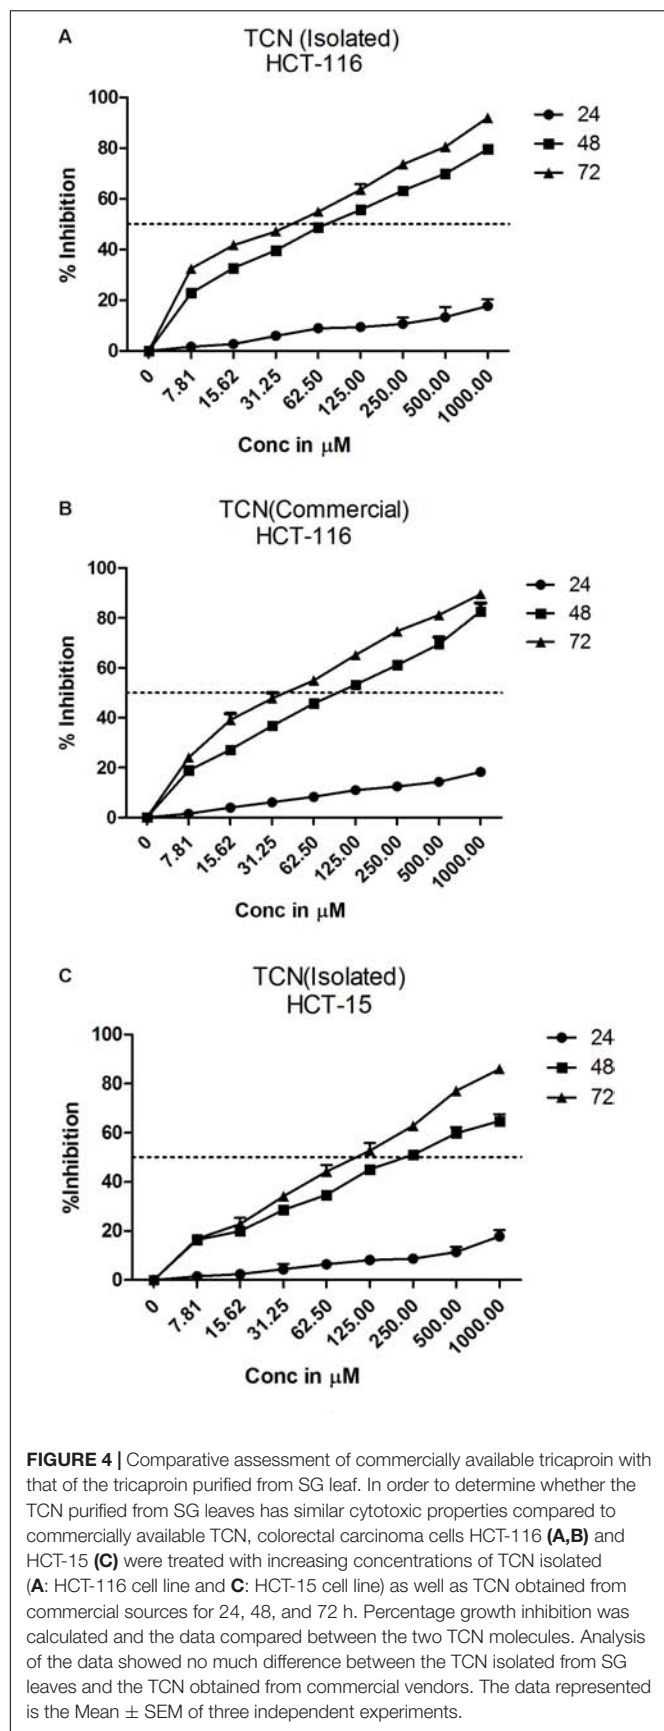 A
TCN (Isolated)
HCT-116
24
48
72
100
80
60
40
20
0
% Inhibition
0
7.81
15.62
31.25
62.50
125.00
250.00
500.00
1000.00
Conc in μM
B
TCN(Commercial)
HCT-116
24
48
72
100
80
60
40
20
0
% Inhibition
0
7.81
15.62
31.25
62.50
125.00
250.00
500.00
1000.00
Conc in μM
C
TCN(Isolated)
HCT-15
24
48
72
100
80
60
40
20
0
%Inhibition
0
7.81
15.62
31.25
62.50
125.00
250.00
500.00
1000.00
Conc in μM
FIGURE 4 | Comparative assessment of commercially available tricaproin with
that of the tricaproin purified from SG leaf. In order to determine whether the
TCN purified from SG leaves has similar cytotoxic properties compared to
commercially available TCN, colorectal carcinoma cells HCT-116 (A,B) and
HCT-15 (C) were treated with increasing concentrations of TCN isolated
(A: HCT-116 cell line and C: HCT-15 cell line) as well as TCN obtained from
commercial sources for 24, 48, and 72 h. Percentage growth inhibition was
calculated and the data compared between the two TCN molecules. Analysis
of the data showed no much difference between the TCN isolated from SG
leaves and the TCN obtained from commercial vendors. The data represented
is the Mean ± SEM of three independent experiments.